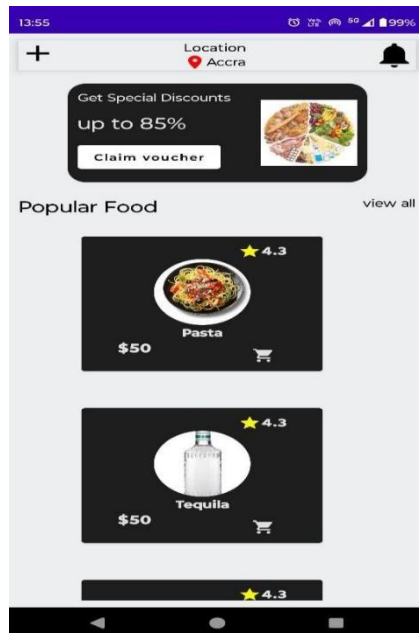 13:55
5G
99%
Location
Accra
Get Special Discounts
up to 85%
Claim voucher
Popular Food
view all
4.3
Pasta
$50
4.3
Tequila
$50
4.3